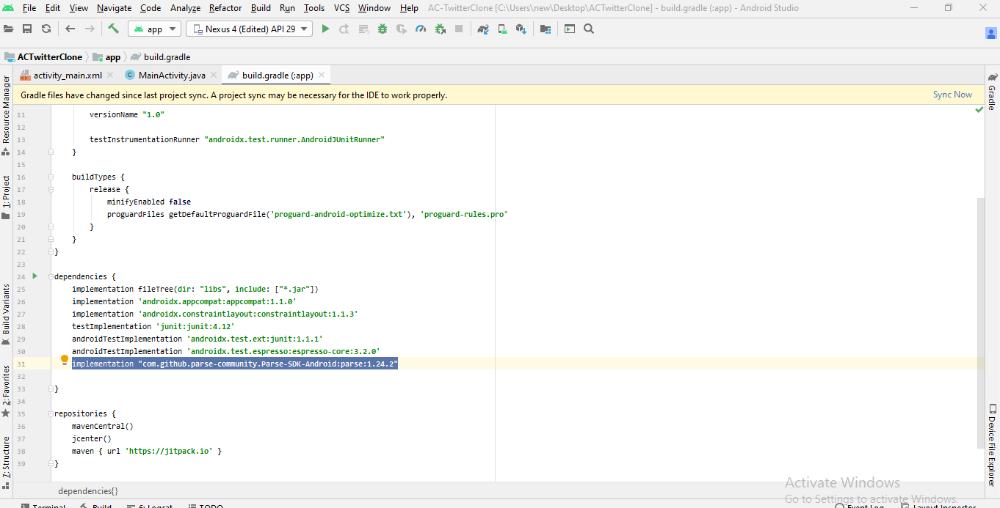 File Edit View Navigate Code Analyze Refactor Build Run Tools VCS Window Help AC-TwitterClone [C:\Users\new\Desktop\ACTwitterClone] - build.gradle (:app) - Android Studio
app Nexus 4 (Edited) API 29
ACTwitterClone app build.gradle
activity_main.xml MainActivity.java build.gradle (:app)
Gradle files have changed since last project sync. A project sync may be necessary for the IDE to work properly. Sync Now
11 versionName "1.0"
12
13 testInstrumentationRunner "androidx.test.runner.AndroidJUnitRunner"
14 }
15
16 buildTypes {
17 release {
18 minifyEnabled false
19 proguardFiles getDefaultProguardFile('proguard-android-optimize.txt'), 'proguard-rules.pro'
20 }
21 }
22 }
23
24 dependencies {
25 implementation fileTree(dir: "libs", include: ["*.jar"])
26 implementation 'androidx.appcompat:appcompat:1.1.0'
27 implementation 'androidx.constraintlayout:constraintlayout:1.1.3'
28 testImplementation 'junit:junit:4.12'
29 androidTestImplementation 'androidx.test.ext:junit:1.1.1'
30 androidTestImplementation 'androidx.test.espresso:espresso-core:3.2.0'
31 implementation "com.github.parse-community.Parse-SDK-Android:parse:1.24.2"
32
33 }
34
35 repositories {
36 mavenCentral()
37 jcenter()
38 maven { url 'https://jitpack.io' }
39 }
dependencies{}
Resource Manager
1: Project
Build Variants
2: Favorites
7: Structure
Gradle
Device File Explorer
Activate Windows
Go to Settings to activate Windows.
Terminal Build 6: Logcat TODO Event Log Layout Inspector